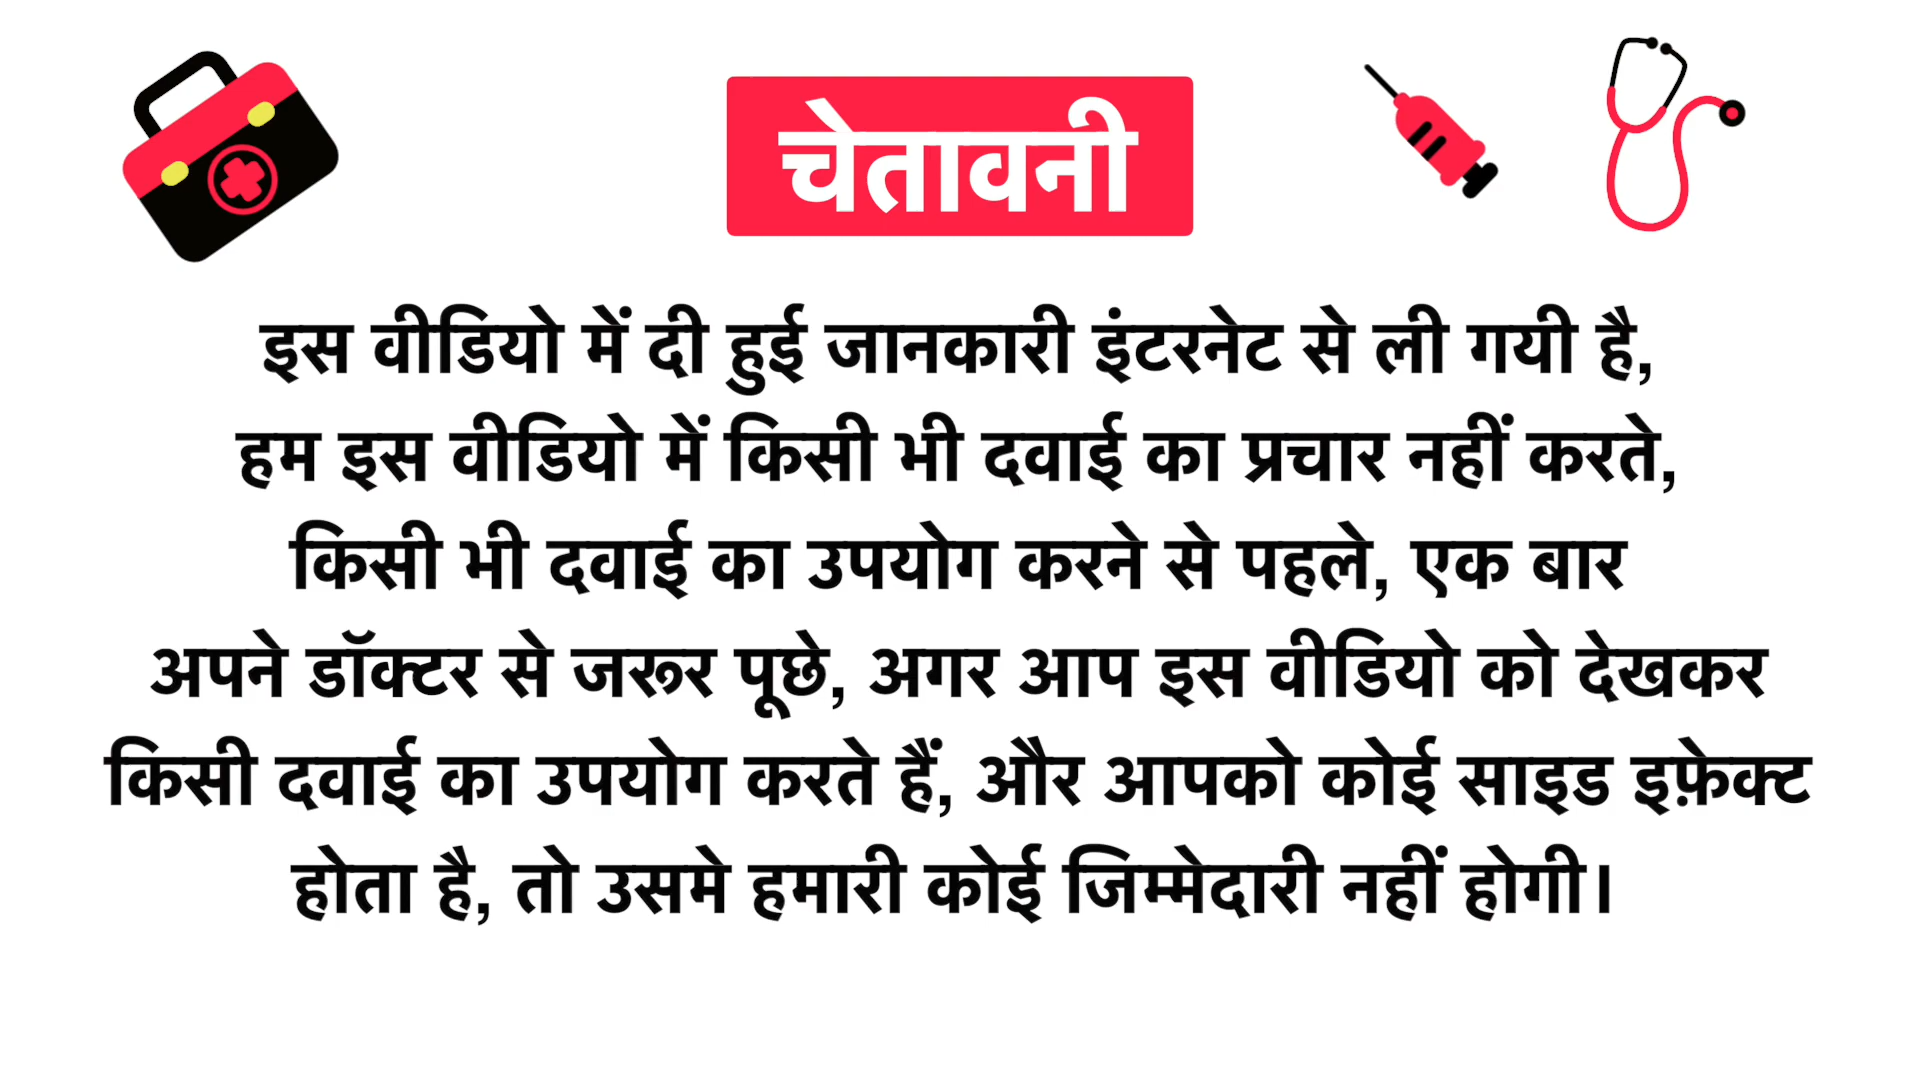 चेतावनी
इस वीडियो में दी हुई जानकारी इंटरनेट से ली गयी है,
हम इस वीडियो में किसी भी दवाई का प्रचार नहीं करते,
किसी भी दवाई का उपयोग करने से पहले, एक बार
अपने डॉक्टर से जरूर पूछे, अगर आप इस वीडियो को देखकर
किसी दवाई का उपयोग करते हैं, और आपको कोई साइड इफ़ेक्ट
होता है, तो उसमे हमारी कोई जिम्मेदारी नहीं होगी।